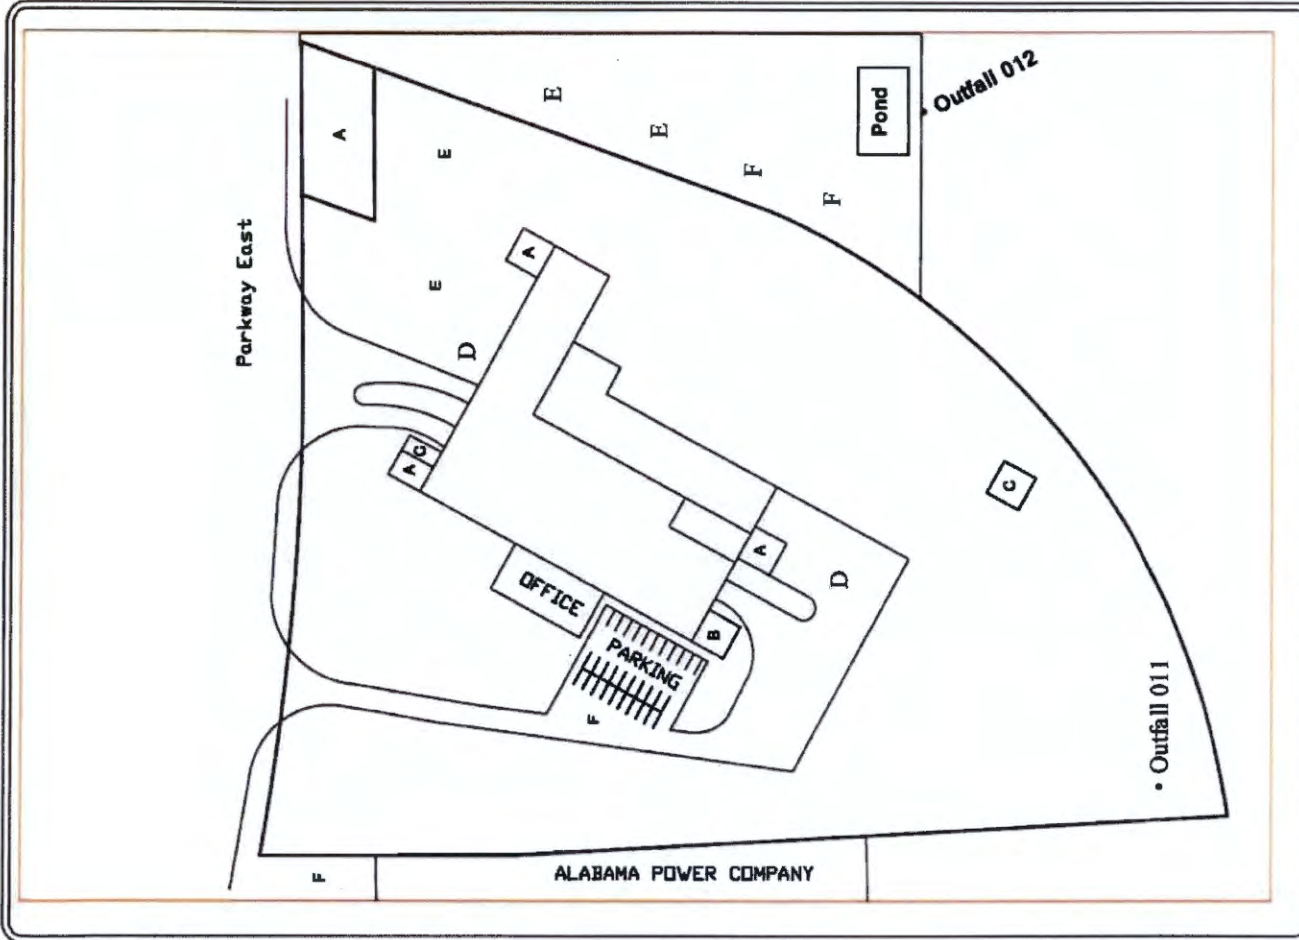 Outfall 012
Pond
E
A
E
E
F
F
Parkway East
A
E
D
G
A
C
A
OFFICE
D
B
PARKING
F
• Outfall 011
ALABAMA POWER COMPANY
F